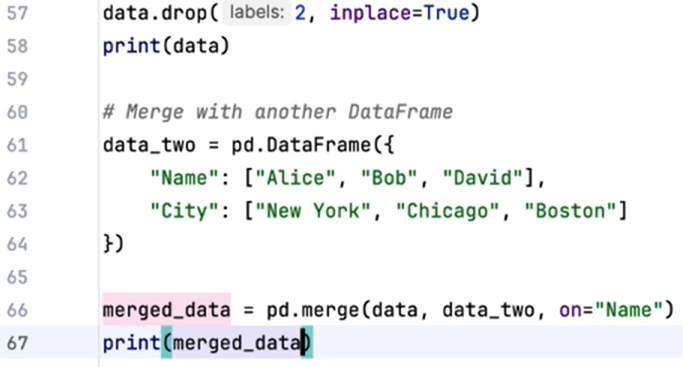 57 data.drop( labels: 2, inplace=True)
58 print(data)
59
60 # Merge with another DataFrame
61 data_two = pd.DataFrame({
62     "Name": ["Alice", "Bob", "David"],
63     "City": ["New York", "Chicago", "Boston"]
64 })
65
66 merged_data = pd.merge(data, data_two, on="Name")
67 print(merged_data)